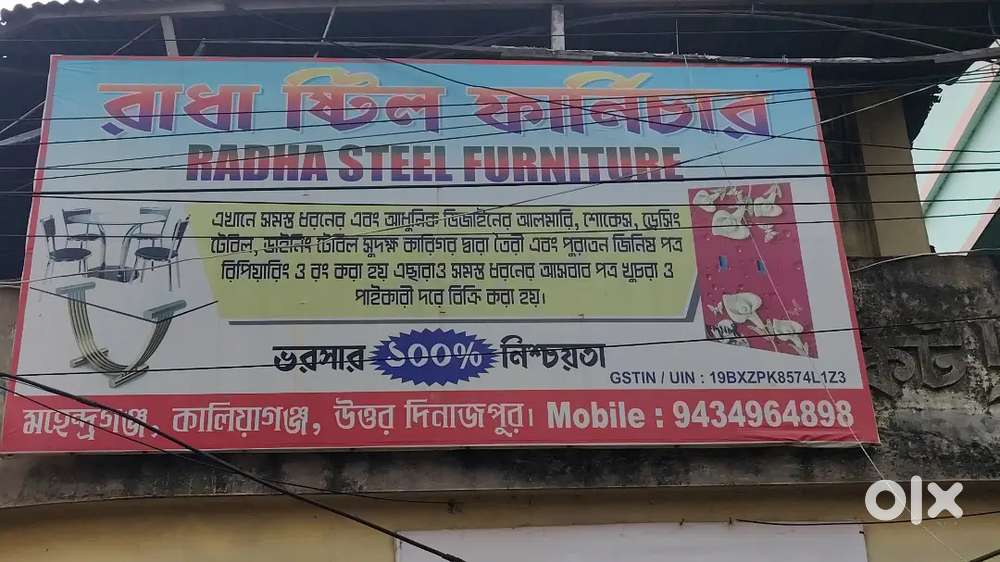 রাধা ষ্টিল ফার্নিচার
RADHA STEEL FURNITURE
এখানে সমস্ত ধরনের এবং আধুনিক ডিজাইনের আলমারি, শোকেস, ড্রেসিং
টেবিল, ডাইনিং টেবিল সুদক্ষ কারিগর দ্বারা তৈরী এবং পুরাতন জিনিষ পত্র
রিপিয়ারিং ও রং করা হয় এছাড়াও সমস্ত ধরনের আসবার পত্র খুচরা ও
পাইকারী দরে বিক্রি করা হয়।
ভরসার ১০০% নিশ্চয়তা
GSTIN / UIN : 19BXZPK8574L1Z3
মহেন্দ্রগঞ্জ, কালিয়াগঞ্জ, উত্তর দিনাজপুর। Mobile : 9434964898
olx